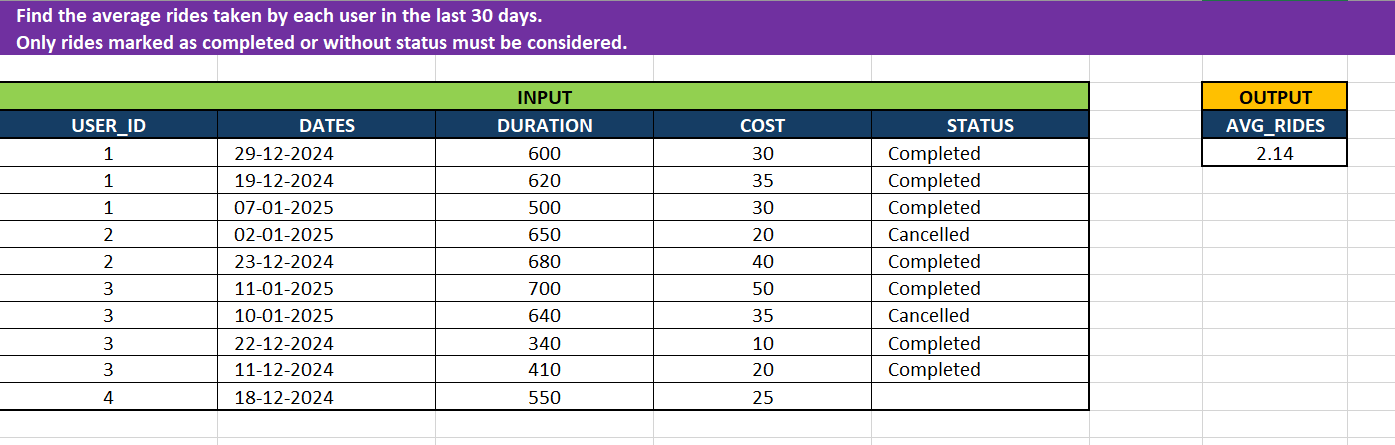 Find the average rides taken by each user in the last 30 days.
Only rides marked as completed or without status must be considered.
INPUT OUTPUT
USER_ID DATES DURATION COST STATUS AVG_RIDES
1 29-12-2024 600 30 Completed 2.14
1 19-12-2024 620 35 Completed
1 07-01-2025 500 30 Completed
2 02-01-2025 650 20 Cancelled
2 23-12-2024 680 40 Completed
3 11-01-2025 700 50 Completed
3 10-01-2025 640 35 Cancelled
3 22-12-2024 340 10 Completed
3 11-12-2024 410 20 Completed
4 18-12-2024 550 25